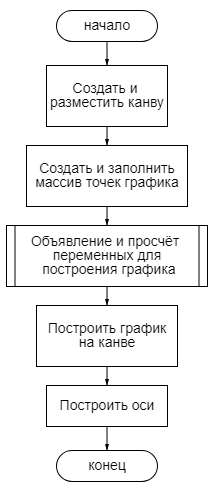 начало
Создать и
разместить канву
Создать и заполнить
массив точек графика
Объявление и просчёт
переменных для
построения графика
Построить график
на канве
Построить оси
конец